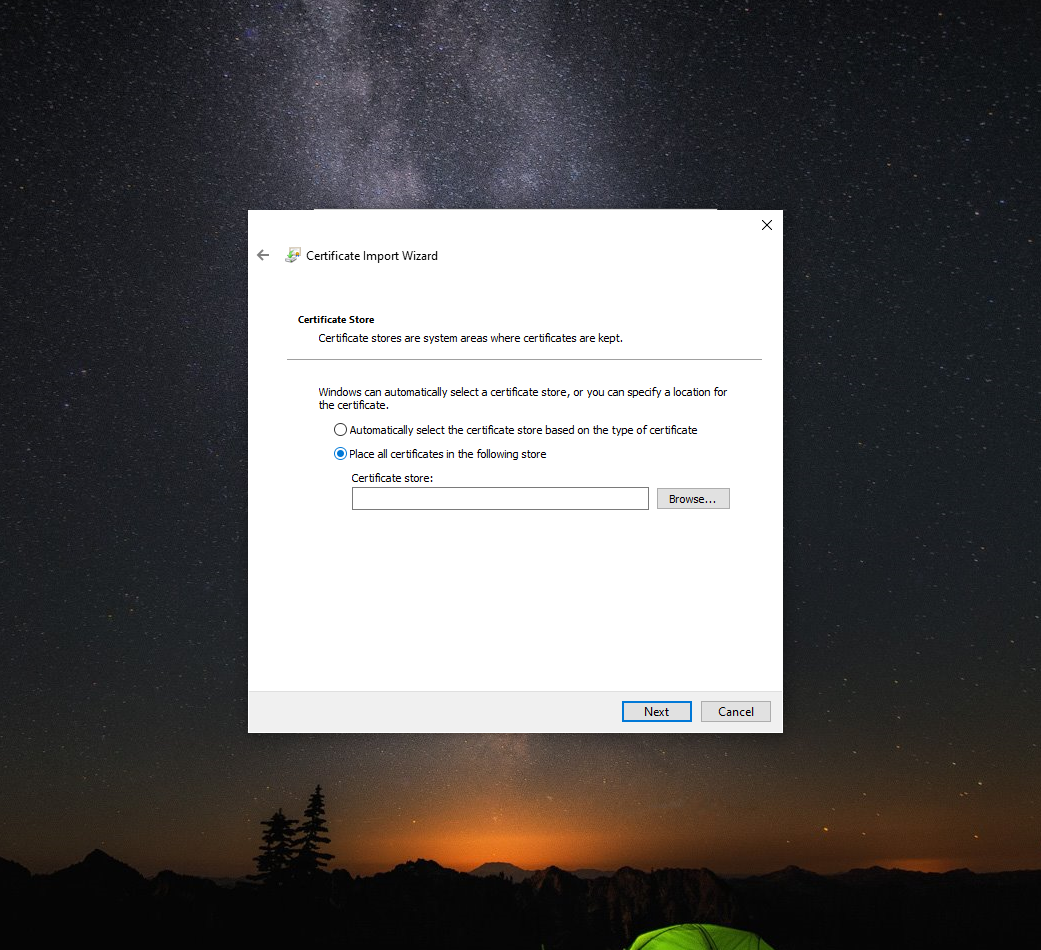 Certificate Import Wizard
Certificate Store
Certificate stores are system areas where certificates are kept.
Windows can automatically select a certificate store, or you can specify a location for
the certificate.
Automatically select the certificate store based on the type of certificate
Place all certificates in the following store
Certificate store:
Browse...
Next
Cancel